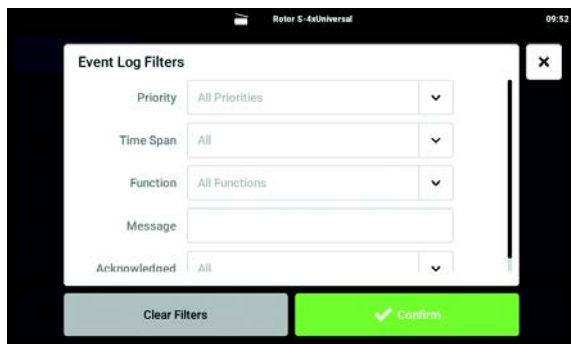 Rotor S-4xUniversal 09:52
Event Log Filters
Priority All Priorities
Time Span All
Function All Functions
Message
Acknowledged All
Clear Filters Confirm